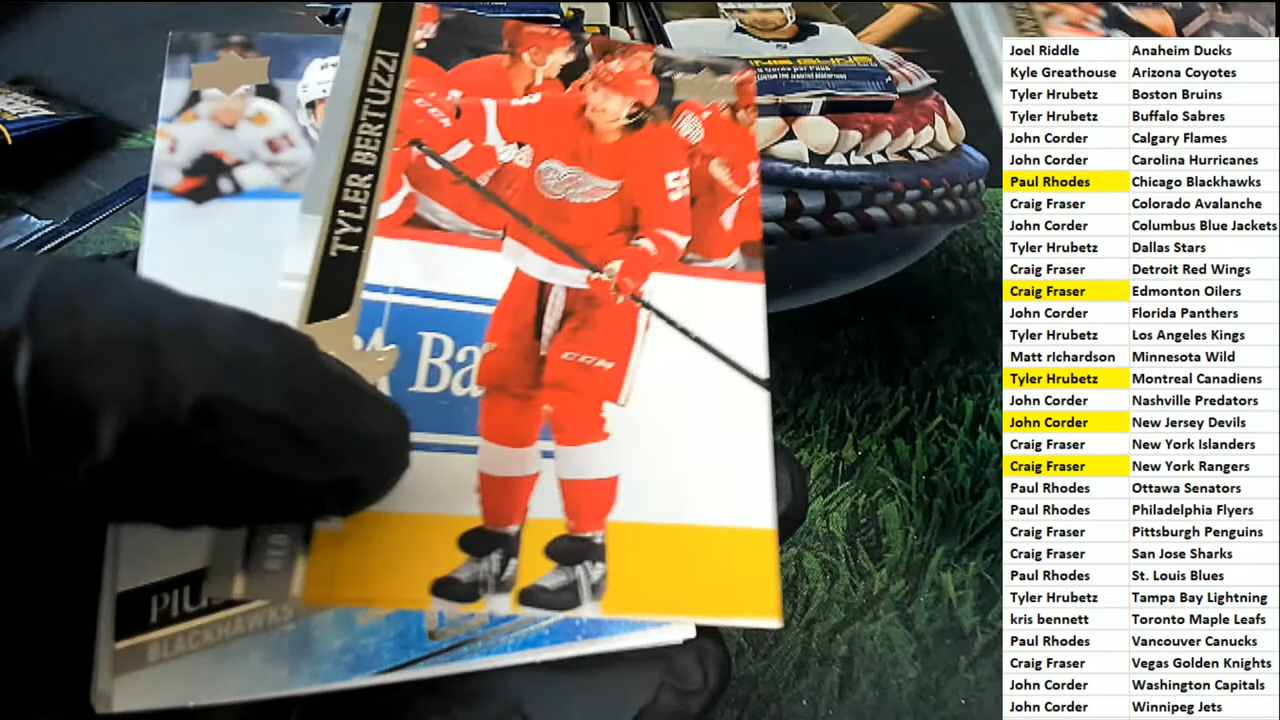 TYLER BERTUZZI
CCM
CCM
Ba
59
PIU
BLACKHAWKS
RED
Joel Riddle Anaheim Ducks
Kyle Greathouse Arizona Coyotes
Tyler Hrubetz Boston Bruins
Tyler Hrubetz Buffalo Sabres
John Corder Calgary Flames
John Corder Carolina Hurricanes
Paul Rhodes Chicago Blackhawks
Craig Fraser Colorado Avalanche
John Corder Columbus Blue Jackets
Tyler Hrubetz Dallas Stars
Craig Fraser Detroit Red Wings
Craig Fraser Edmonton Oilers
John Corder Florida Panthers
Tyler Hrubetz Los Angeles Kings
Matt rIchardson Minnesota Wild
Tyler Hrubetz Montreal Canadiens
John Corder Nashville Predators
John Corder New Jersey Devils
Craig Fraser New York Islanders
Craig Fraser New York Rangers
Paul Rhodes Ottawa Senators
Paul Rhodes Philadelphia Flyers
Craig Fraser Pittsburgh Penguins
Craig Fraser San Jose Sharks
Paul Rhodes St. Louis Blues
Tyler Hrubetz Tampa Bay Lightning
kris bennett Toronto Maple Leafs
Paul Rhodes Vancouver Canucks
Craig Fraser Vegas Golden Knights
John Corder Washington Capitals
John Corder Winnipeg Jets